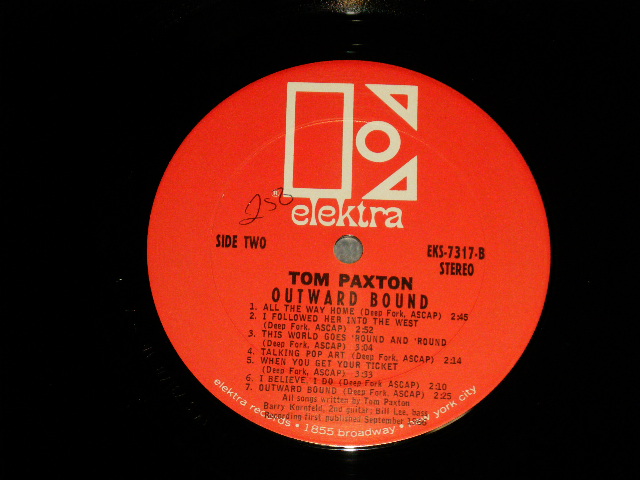 ®
elektra
250
SIDE TWO
EKS-7317-B
STEREO
TOM PAXTON
OUTWARD BOUND
1. ALL THE WAY HOME (Deep Fork, ASCAP) 2:45
2. I FOLLOWED HER INTO THE WEST
(Deep Fork, ASCAP) 2:52
3. THIS WORLD GOES 'ROUND AND 'ROUND
(Deep Fork, ASCAP) 3:04
4. TALKING POP ART (Deep Fork, ASCAP) 2:14
5. WHEN YOU GET YOUR TICKET
(Deep Fork, ASCAP) 3:33
6. I BELIEVE, I DO (Deep Fork, ASCAP) 2:10
7. OUTWARD BOUND (Deep Fork, ASCAP) 2:25
All songs written by Tom Paxton
Barry Kornfeld, 2nd guitar; Bill Lee, bass
Recording first published September 1966
elektra records • 1855 broadway • new york city